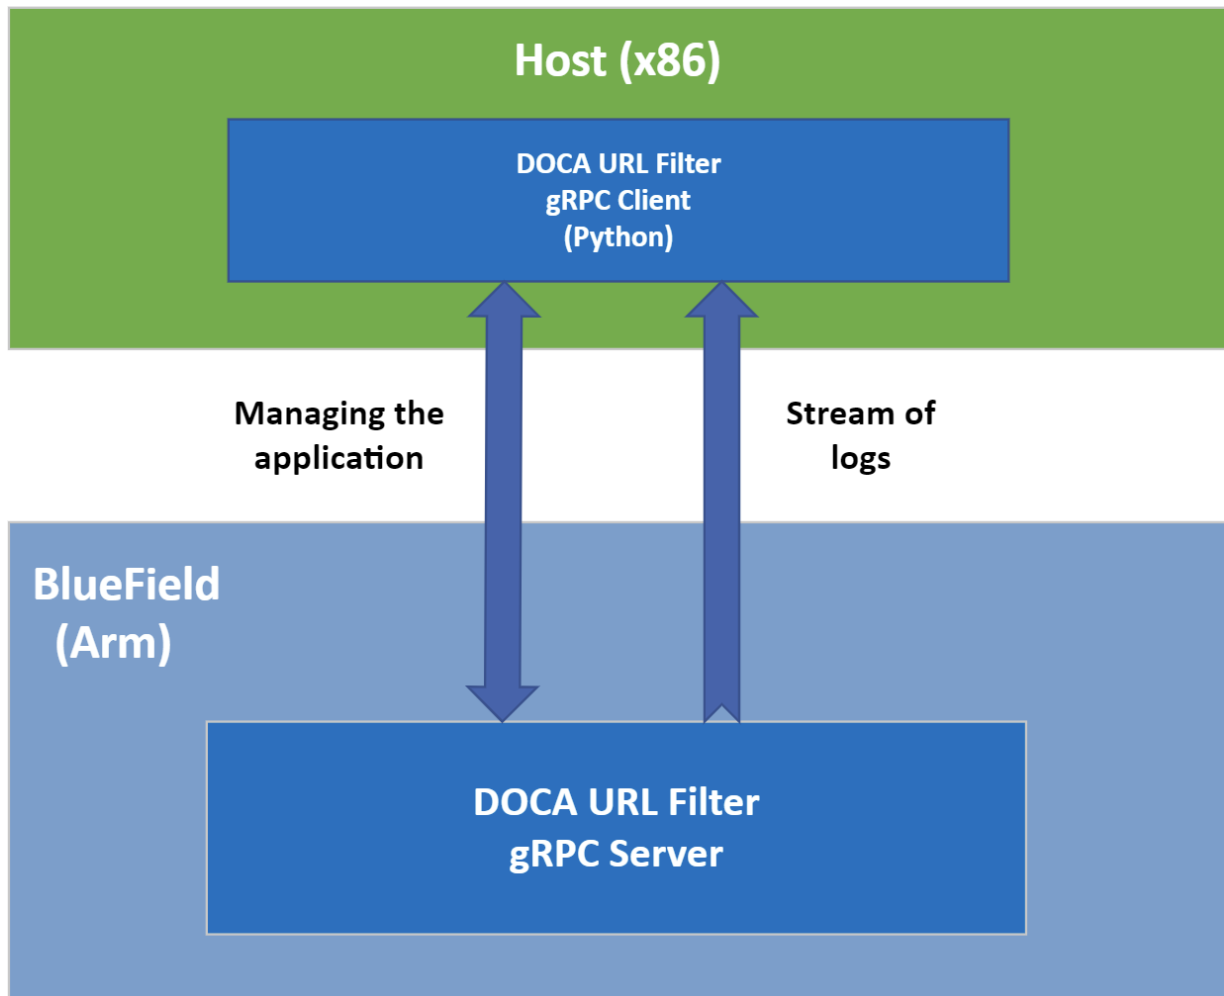 Host (x86)
DOCA URL Filter
gRPC Client
(Python)
Managing the
application
Stream of
logs
BlueField
(Arm)
DOCA URL Filter
gRPC Server